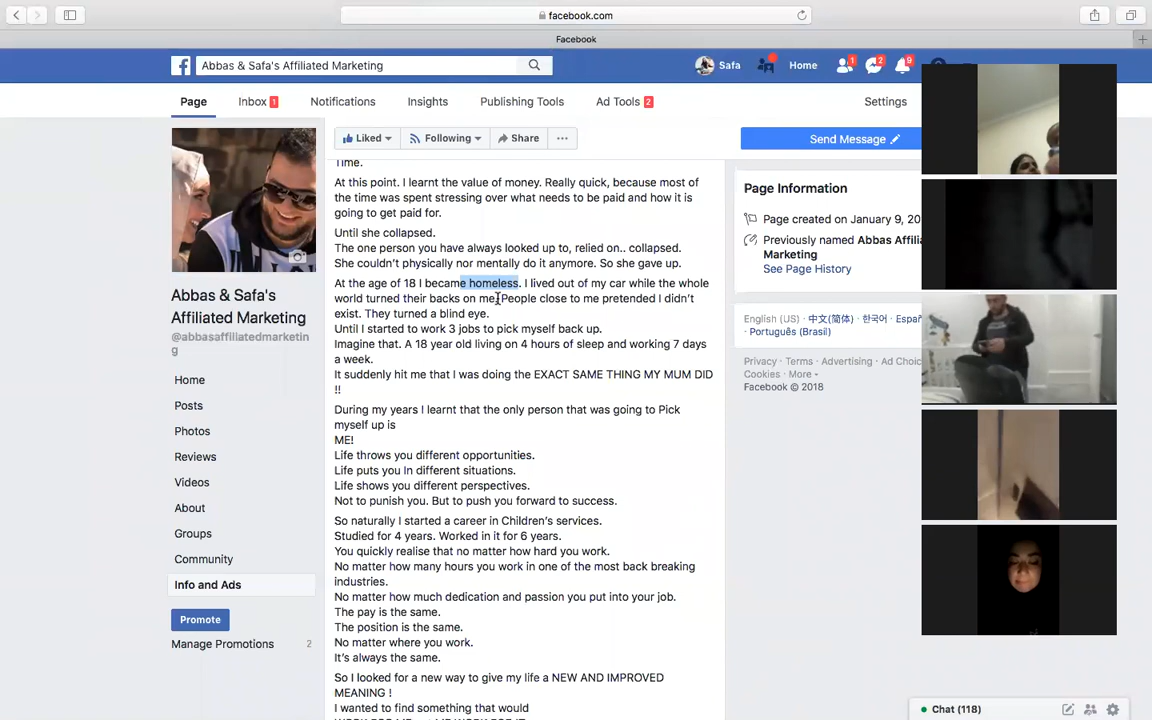 facebook.com
Facebook
Abbas & Safa's Affiliated Marketing
Safa
Home
1
2
9
Page
Inbox 1
Notifications
Insights
Publishing Tools
Ad Tools 2
Settings
Liked
Following
Share
Send Message
Time.
At this point. I learnt the value of money. Really quick, because most of
the time was spent stressing over what needs to be paid and how it is
going to get paid for.
Until she collapsed.
The one person you have always looked up to, relied on.. collapsed.
She couldn't physically nor mentally do it anymore. So she gave up.
At the age of 18 I became homeless. I lived out of my car while the whole
world turned their backs on me. People close to me pretended I didn't
exist. They turned a blind eye.
Until I started to work 3 jobs to pick myself back up.
Imagine that. A 18 year old living on 4 hours of sleep and working 7 days
a week.
It suddenly hit me that I was doing the EXACT SAME THING MY MUM DID
!!
During my years I learnt that the only person that was going to Pick
myself up is
ME!
Life throws you different opportunities.
Life puts you In different situations.
Life shows you different perspectives.
Not to punish you. But to push you forward to success.
So naturally I started a career in Children's services.
Studied for 4 years. Worked in it for 6 years.
You quickly realise that no matter how hard you work.
No matter how many hours you work in one of the most back breaking
industries.
No matter how much dedication and passion you put into your job.
The pay is the same.
The position is the same.
No matter where you work.
It's always the same.
So I looked for a new way to give my life a NEW AND IMPROVED
MEANING !
I wanted to find something that would
Abbas & Safa's
Affiliated Marketing
@abbasaffiliatedmarketin
g
Home
Posts
Photos
Reviews
Videos
About
Groups
Community
Info and Ads
Promote
Manage Promotions 2
Page Information
Page created on January 9, 20
Previously named Abbas Affilia
Marketing
See Page History
English (US) · 中文(简体) · 한국어 · Españ
· Português (Brasil)
Privacy · Terms · Advertising · Ad Choic
Cookies · More
Facebook © 2018
Chat (118)